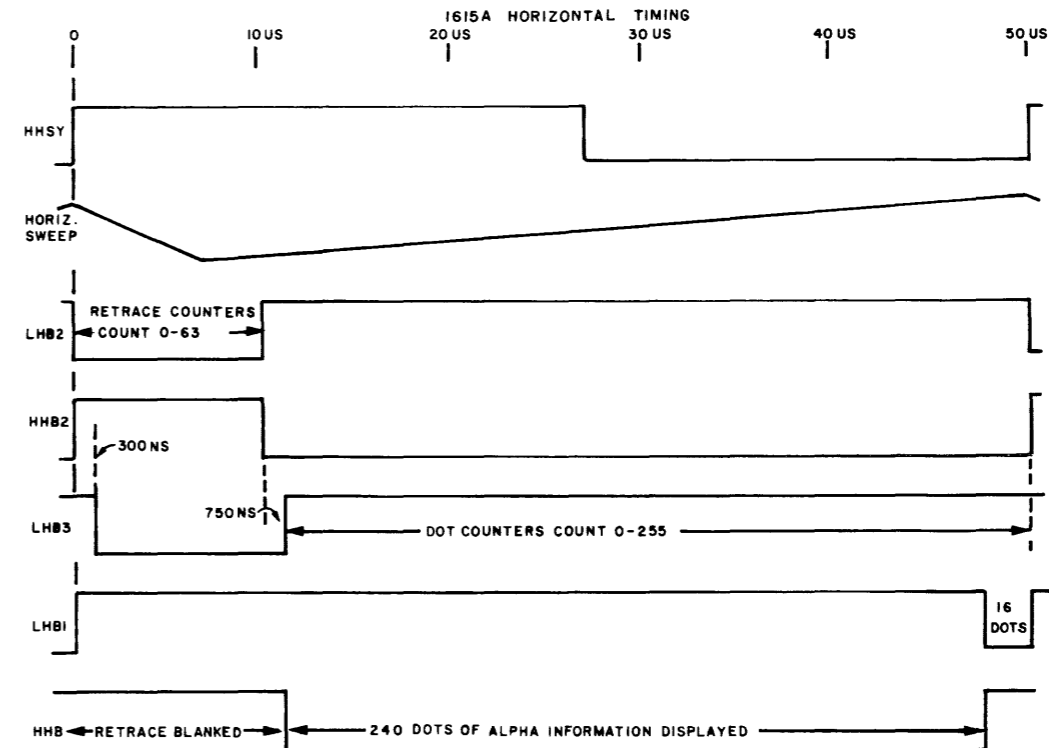 1615A HORIZONTAL TIMING
0 10 US 20 US 30 US 40 US 50 US
HHSY
HORIZ.
SWEEP
RETRACE COUNTERS
LHB2 COUNT 0-63
HHB2
300 NS
750 NS
LHB3 DOT COUNTERS COUNT 0-255
16
LHB1 DOTS
HHB RETRACE BLANKED 240 DOTS OF ALPHA INFORMATION DISPLAYED